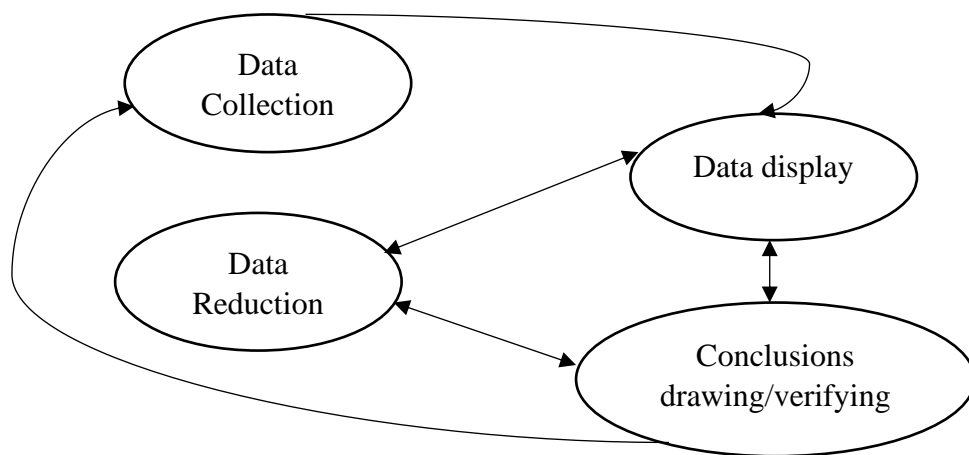 Data
Collection
Data display
Data
Reduction
Conclusions
drawing/verifying